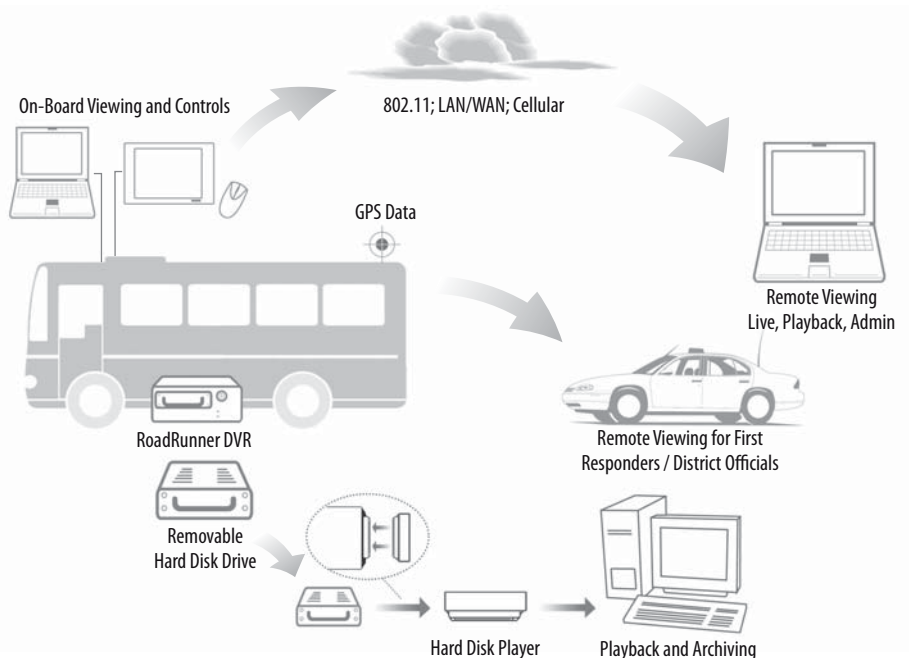 802.11; LAN/WAN; Cellular
On-Board Viewing and Controls
GPS Data
Remote Viewing
Live, Playback, Admin
RoadRunner DVR
Remote Viewing for First
Responders / District Officials
Removable
Hard Disk Drive
Hard Disk Player
Playback and Archiving